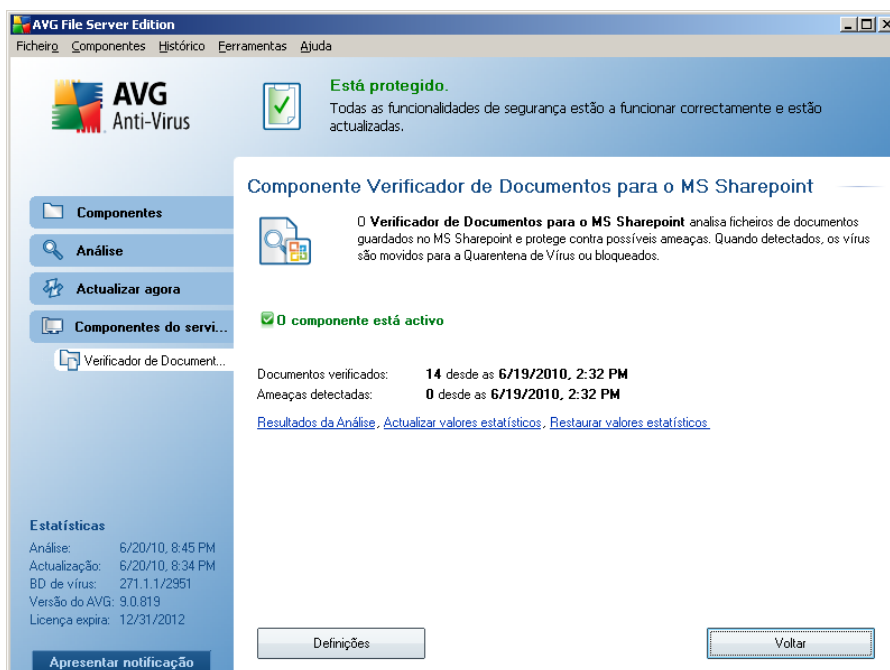 AVG File Server Edition
Ficheiro Componentes Histórico Ferramentas Ajuda
AVG
Anti-Virus
Está protegido.
Todas as funcionalidades de segurança estão a funcionar correctamente e estão
actualizadas.
Componentes
Análise
Actualizar agora
Componentes do servi...
Verificador de Document...
Componente Verificador de Documentos para o MS Sharepoint
O Verificador de Documentos para o MS Sharepoint analisa ficheiros de documentos
guardados no MS Sharepoint e protege contra possíveis ameaças. Quando detectados, os vírus
são movidos para a Quarentena de Vírus ou bloqueados.
O componente está activo
Documentos verificados: 14 desde as 6/19/2010, 2:32 PM
Ameaças detectadas: 0 desde as 6/19/2010, 2:32 PM
Resultados da Análise, Actualizar valores estatísticos, Restaurar valores estatísticos
Estatísticas
Análise: 6/20/10, 8:45 PM
Actualização: 6/20/10, 8:34 PM
BD de vírus: 271.1.1/2951
Versão do AVG: 9.0.819
Licença expira: 12/31/2012
Apresentar notificação
Definições
Voltar